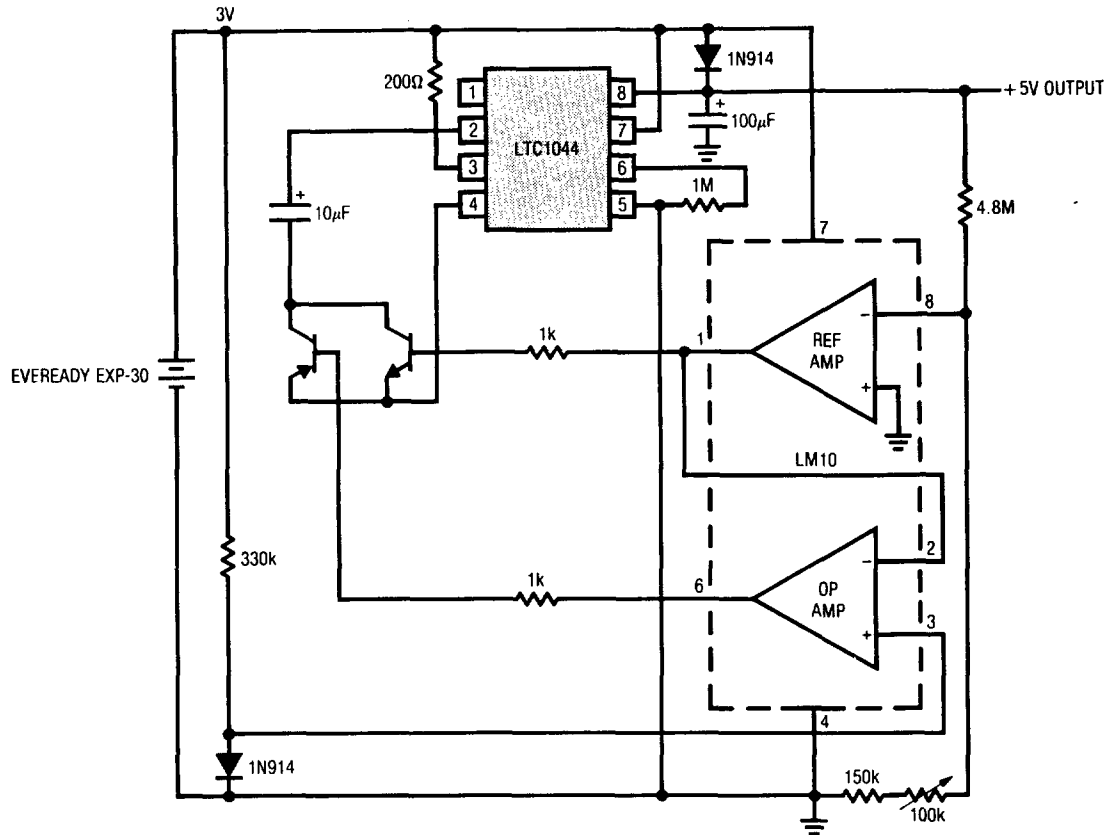 3V
200Ω
1
2
3
4
LTC1044
8
7
6
5
1N914
+
100µF
+5V OUTPUT
1M
4.8M
+
10µF
7
EVEREADY EXP-30
1k
1
8
−
REF
AMP
+
LM10
330k
2
−
1k
6
OP
AMP
3
+
4
1N914
150k
100k